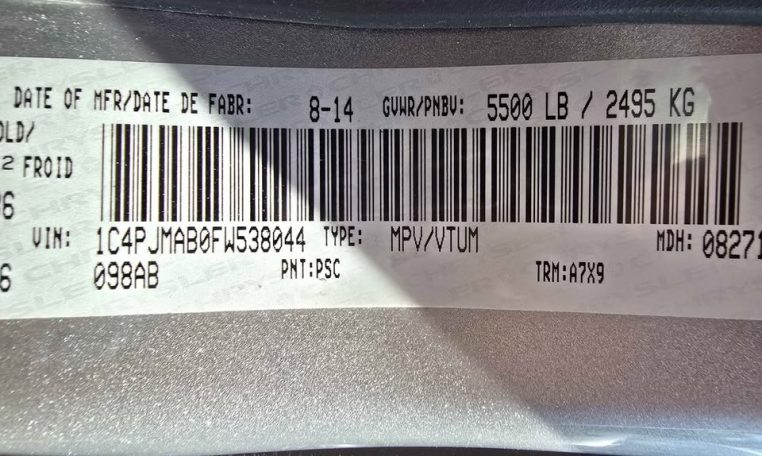 DATE OF MFR/DATE DE FABR: 8-14 GVWR/PNBV: 5500 LB / 2495 KG
OLD/
² FROID
6
VIN: 1C4PJMAB0FW538044 TYPE: MPV/VTUM MDH: 08271
6 098AB PNT:PSC TRM:A7X9